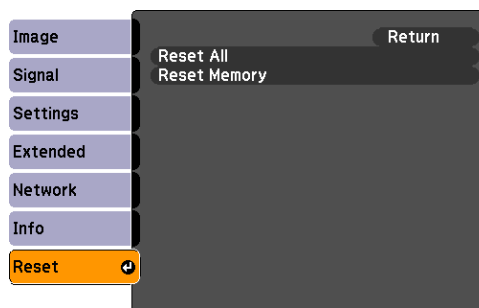 Image
Signal
Settings
Extended
Network
Info
Reset
Return
Reset All
Reset Memory